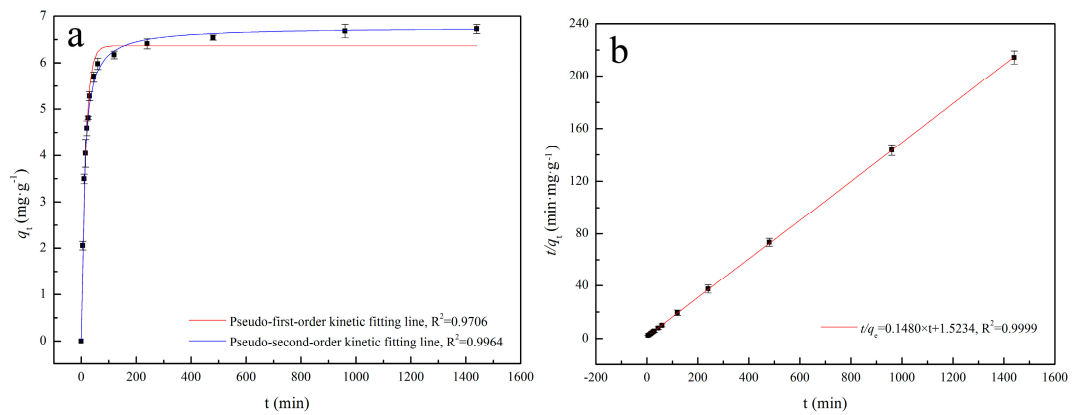 a
7
6
5
4
3
2
1
0
qt (mg·g-1)
Pseudo-first-order kinetic fitting line, R2=0.9706
Pseudo-second-order kinetic fitting line, R2=0.9964
0 200 400 600 800 1000 1200 1400 1600
t (min)
b
240
200
160
120
80
40
0
t/qt (min·mg·g-1)
t/qe=0.1480×t+1.5234, R2=0.9999
-200 0 200 400 600 800 1000 1200 1400 1600
t (min)